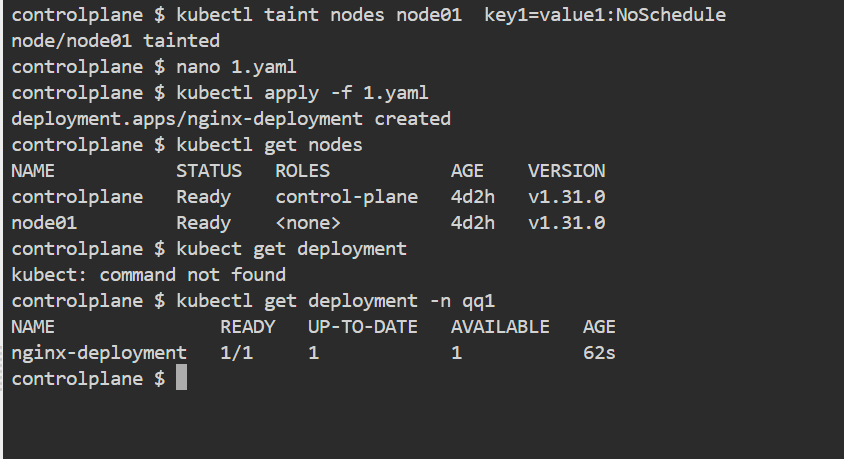 controlplane $ kubectl taint nodes node01  key1=value1:NoSchedule
node/node01 tainted
controlplane $ nano 1.yaml
controlplane $ kubectl apply -f 1.yaml
deployment.apps/nginx-deployment created
controlplane $ kubectl get nodes
NAME           STATUS   ROLES           AGE    VERSION
controlplane   Ready    control-plane   4d2h   v1.31.0
node01         Ready    <none>          4d2h   v1.31.0
controlplane $ kubect get deployment
kubect: command not found
controlplane $ kubectl get deployment -n qq1
NAME               READY   UP-TO-DATE   AVAILABLE   AGE
nginx-deployment   1/1     1            1           62s
controlplane $